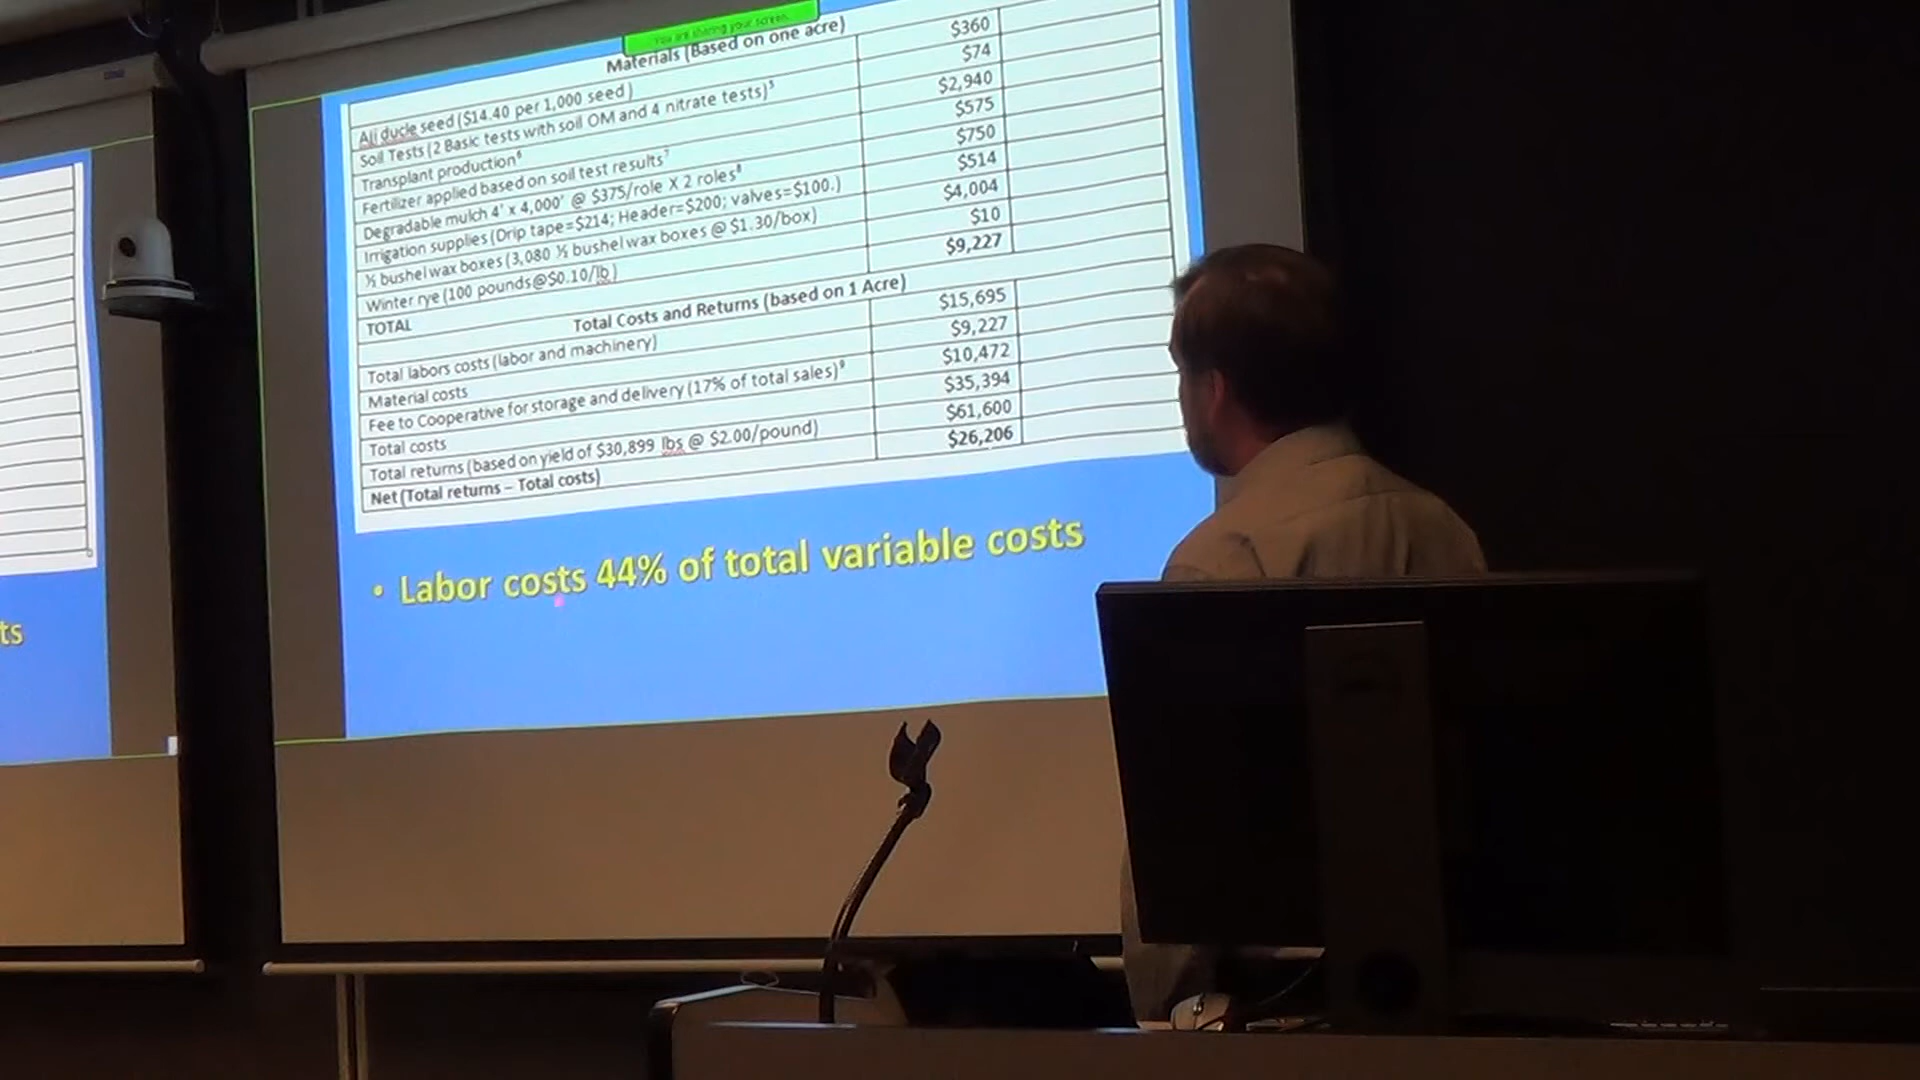 You are sharing your screen
Materials (Based on one acre)
Aji ducle seed ($14.40 per 1,000 seed) $360
Soil Tests (2 Basic tests with soil OM and 4 nitrate tests)⁵ $74
Transplant production⁶ $2,940
Fertilizer applied based on soil test results⁷ $575
Degradable mulch 4' x 4,000' @ $375/role X 2 roles⁸ $750
Irrigation supplies (Drip tape=$214; Header=$200; valves=$100.) $514
½ bushel wax boxes (3,080 ½ bushel wax boxes @ $1.30/box) $4,004
Winter rye (100 pounds@$0.10/lb) $10
TOTAL $9,227
Total Costs and Returns (based on 1 Acre)
Total labors costs (labor and machinery) $15,695
Material costs $9,227
Fee to Cooperative for storage and delivery (17% of total sales)⁹ $10,472
Total costs $35,394
Total returns (based on yield of $30,899 lbs @ $2.00/pound) $61,600
Net (Total returns – Total costs) $26,206
• Labor costs 44% of total variable costs
ts